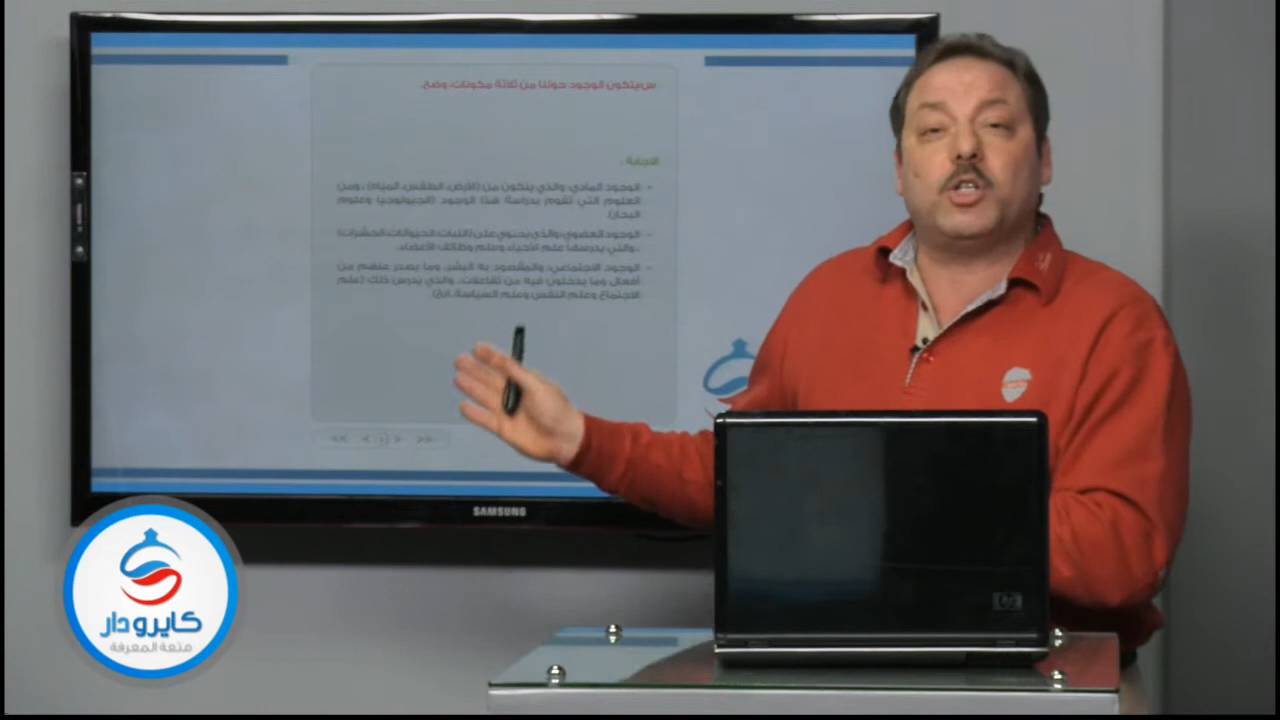 س:يتكون الوجود حولنا من ثلاثة مكونات، وضح.
الاجابة :
- الوجود المادي: والذي يتكون من (الأرض، الطقس، المياه) ، ومن
العلوم التي تقوم بدراسة هذا الوجود (الجيولوجيا وعلوم
البحار).
- الوجود العضوي: والذي يحتوي على (النبات، الحيوانات، الحشرات)
، والتي يدرسها علم الأحياء وعلم وظائف الأعضاء.
- الوجود الاجتماعي: والمقصود به البشر، وما يصدر عنهم من
أفعال وما يدخلون فيه من تفاعلات، والذي يدرس ذلك (علم
الاجتماع وعلم النفس وعلم السياسة..الخ)
SAMSUNG
hp
كايرودار
متعة المعرفة